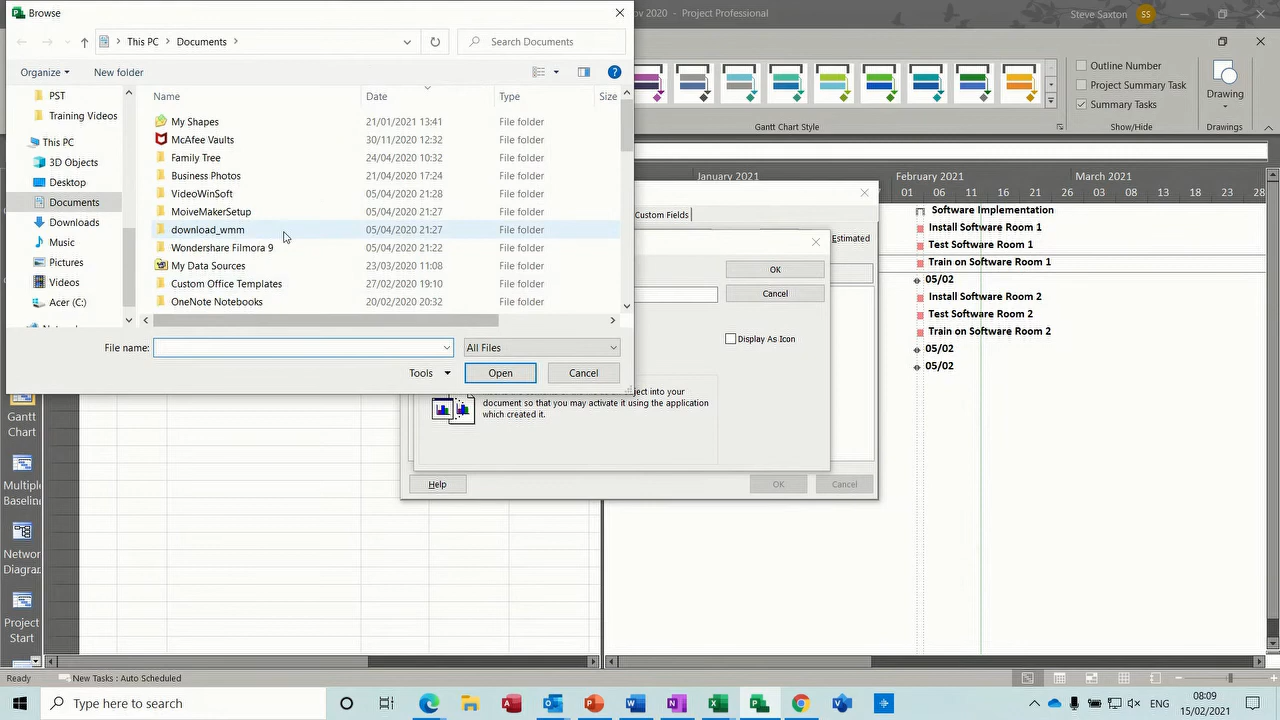 Browse
ov 2020 - Project Professional
Steve Saxton SS
This PC Documents
Search Documents
Organize
New folder
Outline Number
Project Summary Task
Summary Tasks
Drawing
Gantt Chart Style
Show/Hide
Drawings
PST
Training Videos
This PC
3D Objects
Desktop
Documents
Downloads
Music
Pictures
Videos
Acer (C:)
Name Date Type Size
My Shapes 21/01/2021 13:41 File folder
McAfee Vaults 30/11/2020 12:32 File folder
Family Tree 24/04/2020 10:32 File folder
Business Photos 21/04/2020 17:24 File folder
VideoWinSoft 05/04/2020 21:28 File folder
MoiveMakerSetup 05/04/2020 21:27 File folder
download_wmm 05/04/2020 21:27 File folder
Wondershare Filmora 9 05/04/2020 21:22 File folder
My Data Sources 23/03/2020 11:08 File folder
Custom Office Templates 27/02/2020 19:10 File folder
OneNote Notebooks 20/02/2020 20:32 File folder
File name:
All Files
Tools
Open
Cancel
Custom Fields
Estimated
OK
Cancel
Display As Icon
object into your
document so that you may activate it using the application
which created it.
Help
OK
Cancel
January 2021 February 2021 March 2021
01 06 11 16 21 26 03 08 13 18 23 28
Software Implementation
Install Software Room 1
Test Software Room 1
Train on Software Room 1
05/02
Install Software Room 2
Test Software Room 2
Train on Software Room 2
05/02
05/02
Gantt
Chart
Multiple
Baselin
Network
Diagra
Project
Start
Ready
New Tasks : Auto Scheduled
Type here to search
ENG
08:09
15/02/2021